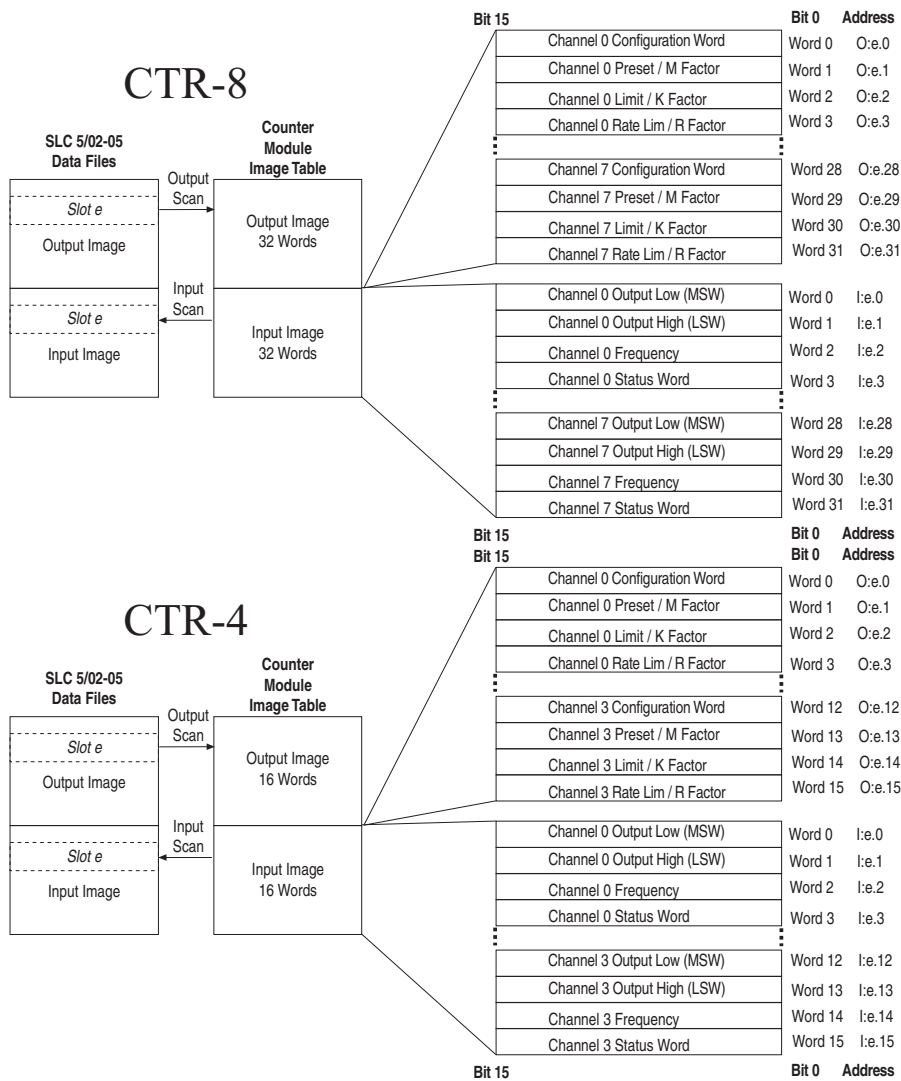 Bit 15 Bit 0 Address
Channel 0 Configuration Word Word 0 O:e.0
Channel 0 Preset / M Factor Word 1 O:e.1
Channel 0 Limit / K Factor Word 2 O:e.2
Channel 0 Rate Lim / R Factor Word 3 O:e.3
Channel 7 Configuration Word Word 28 O:e.28
Channel 7 Preset / M Factor Word 29 O:e.29
Channel 7 Limit / K Factor Word 30 O:e.30
Channel 7 Rate Lim / R Factor Word 31 O:e.31
Channel 0 Output Low (MSW) Word 0 I:e.0
Channel 0 Output High (LSW) Word 1 I:e.1
Channel 0 Frequency Word 2 I:e.2
Channel 0 Status Word Word 3 I:e.3
Channel 7 Output Low (MSW) Word 28 I:e.28
Channel 7 Output High (LSW) Word 29 I:e.29
Channel 7 Frequency Word 30 I:e.30
Channel 7 Status Word Word 31 I:e.31
Bit 15 Bit 0 Address
CTR-8
SLC 5/02-05
Data Files
Counter
Module
Image Table
Output
Scan
Slot e
Output Image
Output Image
32 Words
Input
Scan
Slot e
Input Image
Input Image
32 Words
Bit 15 Bit 0 Address
Channel 0 Configuration Word Word 0 O:e.0
Channel 0 Preset / M Factor Word 1 O:e.1
Channel 0 Limit / K Factor Word 2 O:e.2
Channel 0 Rate Lim / R Factor Word 3 O:e.3
Channel 3 Configuration Word Word 12 O:e.12
Channel 3 Preset / M Factor Word 13 O:e.13
Channel 3 Limit / K Factor Word 14 O:e.14
Channel 3 Rate Lim / R Factor Word 15 O:e.15
Channel 0 Output Low (MSW) Word 0 I:e.0
Channel 0 Output High (LSW) Word 1 I:e.1
Channel 0 Frequency Word 2 I:e.2
Channel 0 Status Word Word 3 I:e.3
Channel 3 Output Low (MSW) Word 12 I:e.12
Channel 3 Output High (LSW) Word 13 I:e.13
Channel 3 Frequency Word 14 I:e.14
Channel 3 Status Word Word 15 I:e.15
Bit 15 Bit 0 Address
CTR-4
SLC 5/02-05
Data Files
Counter
Module
Image Table
Output
Scan
Slot e
Output Image
Output Image
16 Words
Input
Scan
Slot e
Input Image
Input Image
16 Words